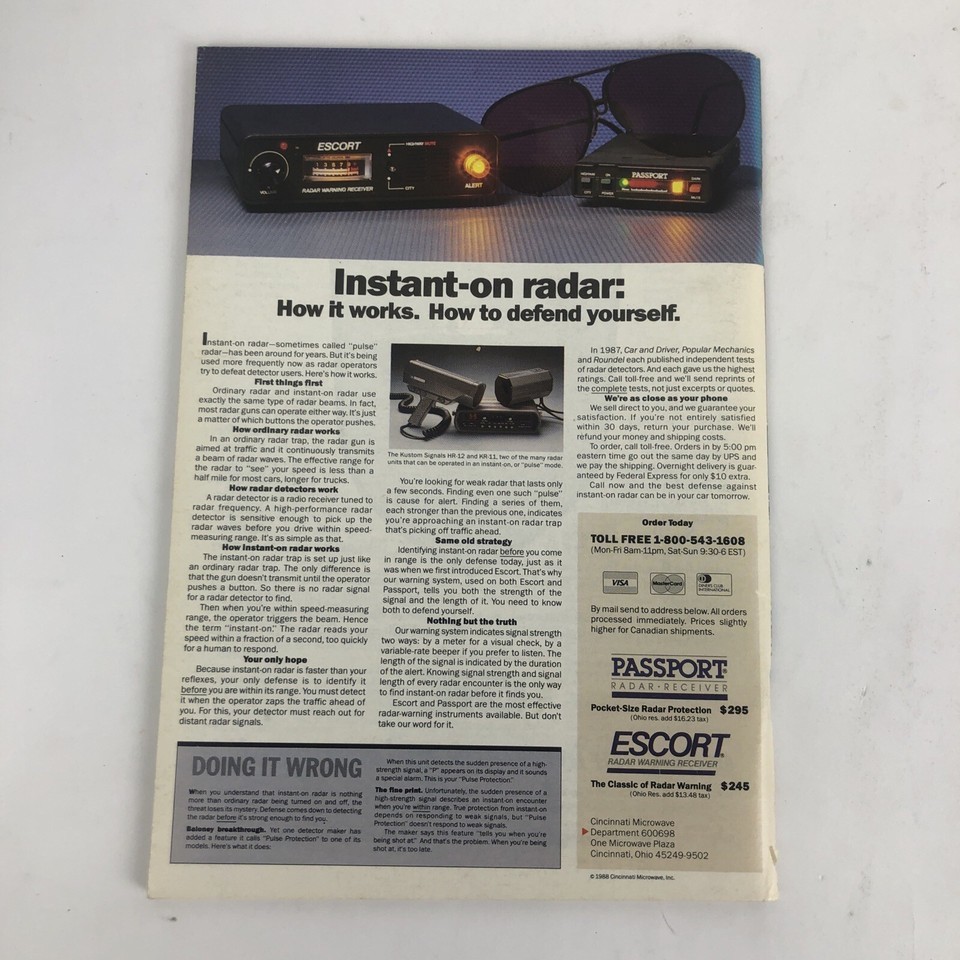 ESCORT
HIGHWAY MUTE
VOLUME
RADAR WARNING RECEIVER
CITY
ALERT
PASSPORT
HIGHWAY
ON
CITY
POWER
DARK
MUTE
Instant-on radar:
How it works. How to defend yourself.
Instant-on radar—sometimes called "pulse"
radar—has been around for years. But it's being
used more frequently now as radar operators
try to defeat detector users. Here's how it works.
First things first
Ordinary radar and instant-on radar use
exactly the same type of radar beams. In fact,
most radar guns can operate either way. It's just
a matter of which buttons the operator pushes.
How ordinary radar works
In an ordinary radar trap, the radar gun is
aimed at traffic and it continuously transmits
a beam of radar waves. The effective range for
the radar to "see" your speed is less than a
half mile for most cars, longer for trucks.
How radar detectors work
A radar detector is a radio receiver tuned to
radar frequency. A high-performance radar
detector is sensitive enough to pick up the
radar waves before you drive within speed-
measuring range. It's as simple as that.
How instant-on radar works
The instant-on radar trap is set up just like
an ordinary radar trap. The only difference is
that the gun doesn't transmit until the operator
pushes a button. So there is no radar signal
for a radar detector to find.
Then when you're within speed-measuring
range, the operator triggers the beam. Hence
the term "instant-on." The radar reads your
speed within a fraction of a second, too quickly
for a human to respond.
Your only hope
Because instant-on radar is faster than your
reflexes, your only defense is to identify it
before you are within its range. You must detect
it when the operator zaps the traffic ahead of
you. For this, your detector must reach out for
distant radar signals.
The Kustom Signals HR-12 and KR-11, two of the many radar
units that can be operated in an instant-on, or "pulse" mode.
You're looking for weak radar that lasts only
a few seconds. Finding even one such "pulse"
is cause for alert. Finding a series of them,
each stronger than the previous one, indicates
you're approaching an instant-on radar trap
that's picking off traffic ahead.
Same old strategy
Identifying instant-on radar before you come
in range is the only defense today, just as it
was when we first introduced Escort. That's why
our warning system, used on both Escort and
Passport, tells you both the strength of the
signal and the length of it. You need to know
both to defend yourself.
Nothing but the truth
Our warning system indicates signal strength
two ways: by a meter for a visual check, by a
variable-rate beeper if you prefer to listen. The
length of the signal is indicated by the duration
of the alert. Knowing signal strength and signal
length of every radar encounter is the only way
to find instant-on radar before it finds you.
Escort and Passport are the most effective
radar-warning instruments available. But don't
take our word for it.
In 1987, Car and Driver, Popular Mechanics
and Roundel each published independent tests
of radar detectors. And each gave us the highest
ratings. Call toll-free and we'll send reprints of
the complete tests, not just excerpts or quotes.
We're as close as your phone
We sell direct to you, and we guarantee your
satisfaction. If you're not entirely satisfied
within 30 days, return your purchase. We'll
refund your money and shipping costs.
To order, call toll-free. Orders in by 5:00 pm
eastern time go out the same day by UPS and
we pay the shipping. Overnight delivery is guar-
anteed by Federal Express for only $10 extra.
Call now and the best defense against
instant-on radar can be in your car tomorrow.
Order Today
TOLL FREE 1-800-543-1608
(Mon-Fri 8am-11pm, Sat-Sun 9:30-6 EST)
VISA
MasterCard
DINERS CLUB
INTERNATIONAL
By mail send to address below. All orders
processed immediately. Prices slightly
higher for Canadian shipments.
PASSPORT
RADAR·RECEIVER
Pocket-Size Radar Protection $295
(Ohio res. add $16.23 tax)
ESCORT®
RADAR WARNING RECEIVER
The Classic of Radar Warning $245
(Ohio Res. add $13.48 tax)
Cincinnati Microwave
Department 600698
One Microwave Plaza
Cincinnati, Ohio 45249-9502
© 1988 Cincinnati Microwave, Inc.
DOING IT WRONG
When you understand that instant-on radar is nothing
more than ordinary radar being turned on and off, the
threat loses its mystery. Defense comes down to detecting
the radar before it's strong enough to find you.
Baloney breakthrough. Yet one detector maker has
added a feature it calls "Pulse Protection" to one of its
models. Here's what it does:
When this unit detects the sudden presence of a high-
strength signal, a "P" appears on its display and it sounds
a special alarm. This is your "Pulse Protection."
The fine print. Unfortunately, the sudden presence of a
high-strength signal describes an instant-on encounter
when you're within range. True protection from instant-on
depends on responding to weak signals, but "Pulse
Protection" doesn't respond to weak signals.
The maker says this feature "tells you when you're
being shot at." And that's the problem. When you're being
shot at, it's too late.